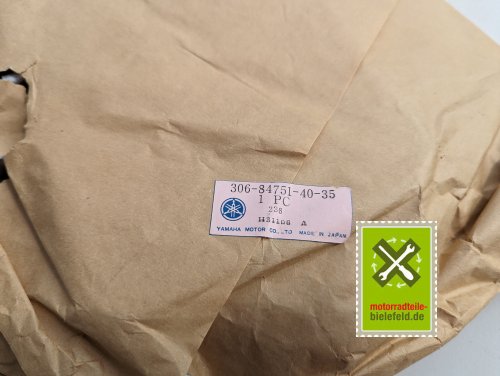 306-84751-40-35
1 PC
238
YAMAHA MOTOR CO., LTD. MADE IN JAPAN
motorradteile-
bielefeld.de